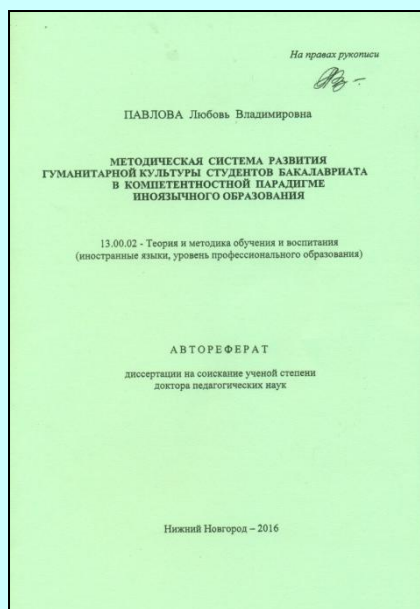 На правах рукописи
ПАВЛОВА Любовь Владимировна
МЕТОДИЧЕСКАЯ СИСТЕМА РАЗВИТИЯ
ГУМАНИТАРНОЙ КУЛЬТУРЫ СТУДЕНТОВ БАКАЛАВРИАТА
В КОМПЕТЕНТНОСТНОЙ ПАРАДИГМЕ
ИНОЯЗЫЧНОГО ОБРАЗОВАНИЯ
13.00.02 - Теория и методика обучения и воспитания
(иностранные языки, уровень профессионального образования)
АВТОРЕФЕРАТ
диссертации на соискание ученой степени
доктора педагогических наук
Нижний Новгород – 2016